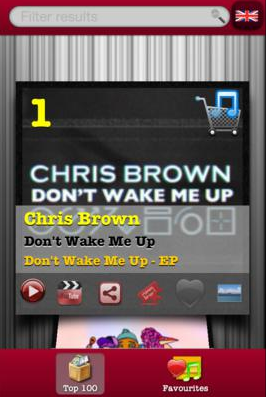 Filter results
1
CHRIS BROWN
DON'T WAKE ME UP
Chris Brown
Don't Wake Me Up
Don't Wake Me Up - EP
Tube
Top 100
Favourites